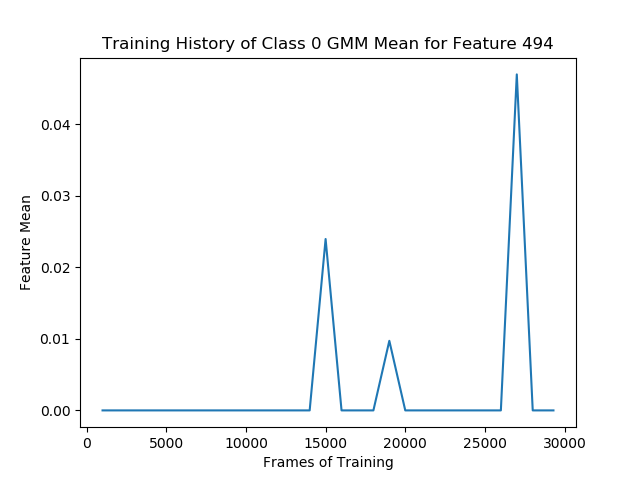 Training History of Class 0 GMM Mean for Feature 494
0.04
0.03
0.02
0.01
0.00
Feature Mean
0 5000 10000 15000 20000 25000 30000
Frames of Training